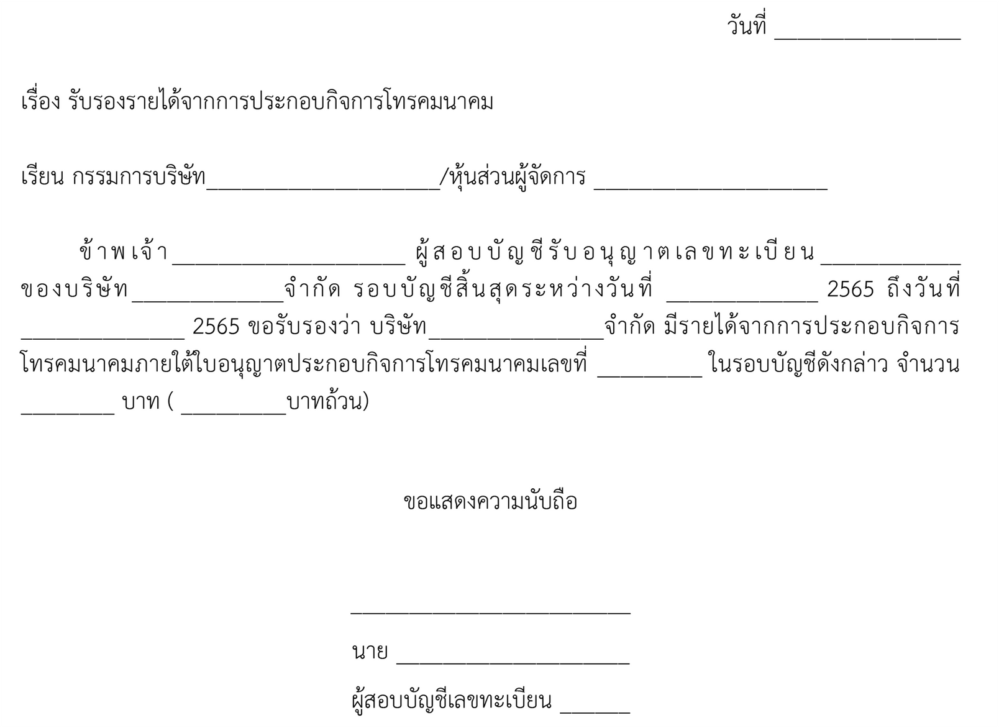 วันที่ ________________
เรื่อง รับรองรายได้จากการประกอบกิจการโทรคมนาคม
เรียน กรรมการบริษัท____________________/หุ้นส่วนผู้จัดการ ____________________
ข้าพเจ้า____________________ ผู้สอบบัญชีรับอนุญาตเลขทะเบียน____________
ของบริษัท_____________จำกัด รอบบัญชีสิ้นสุดระหว่างวันที่ _____________ 2565 ถึงวันที่
______________ 2565 ขอรับรองว่า บริษัท_______________จำกัด มีรายได้จากการประกอบกิจการ
โทรคมนาคมภายใต้ใบอนุญาตประกอบกิจการโทรคมนาคมเลขที่ _________ ในรอบบัญชีดังกล่าว จำนวน
________ บาท ( _________บาทถ้วน)
ขอแสดงความนับถือ
________________________
นาย ____________________
ผู้สอบบัญชีเลขทะเบียน ______